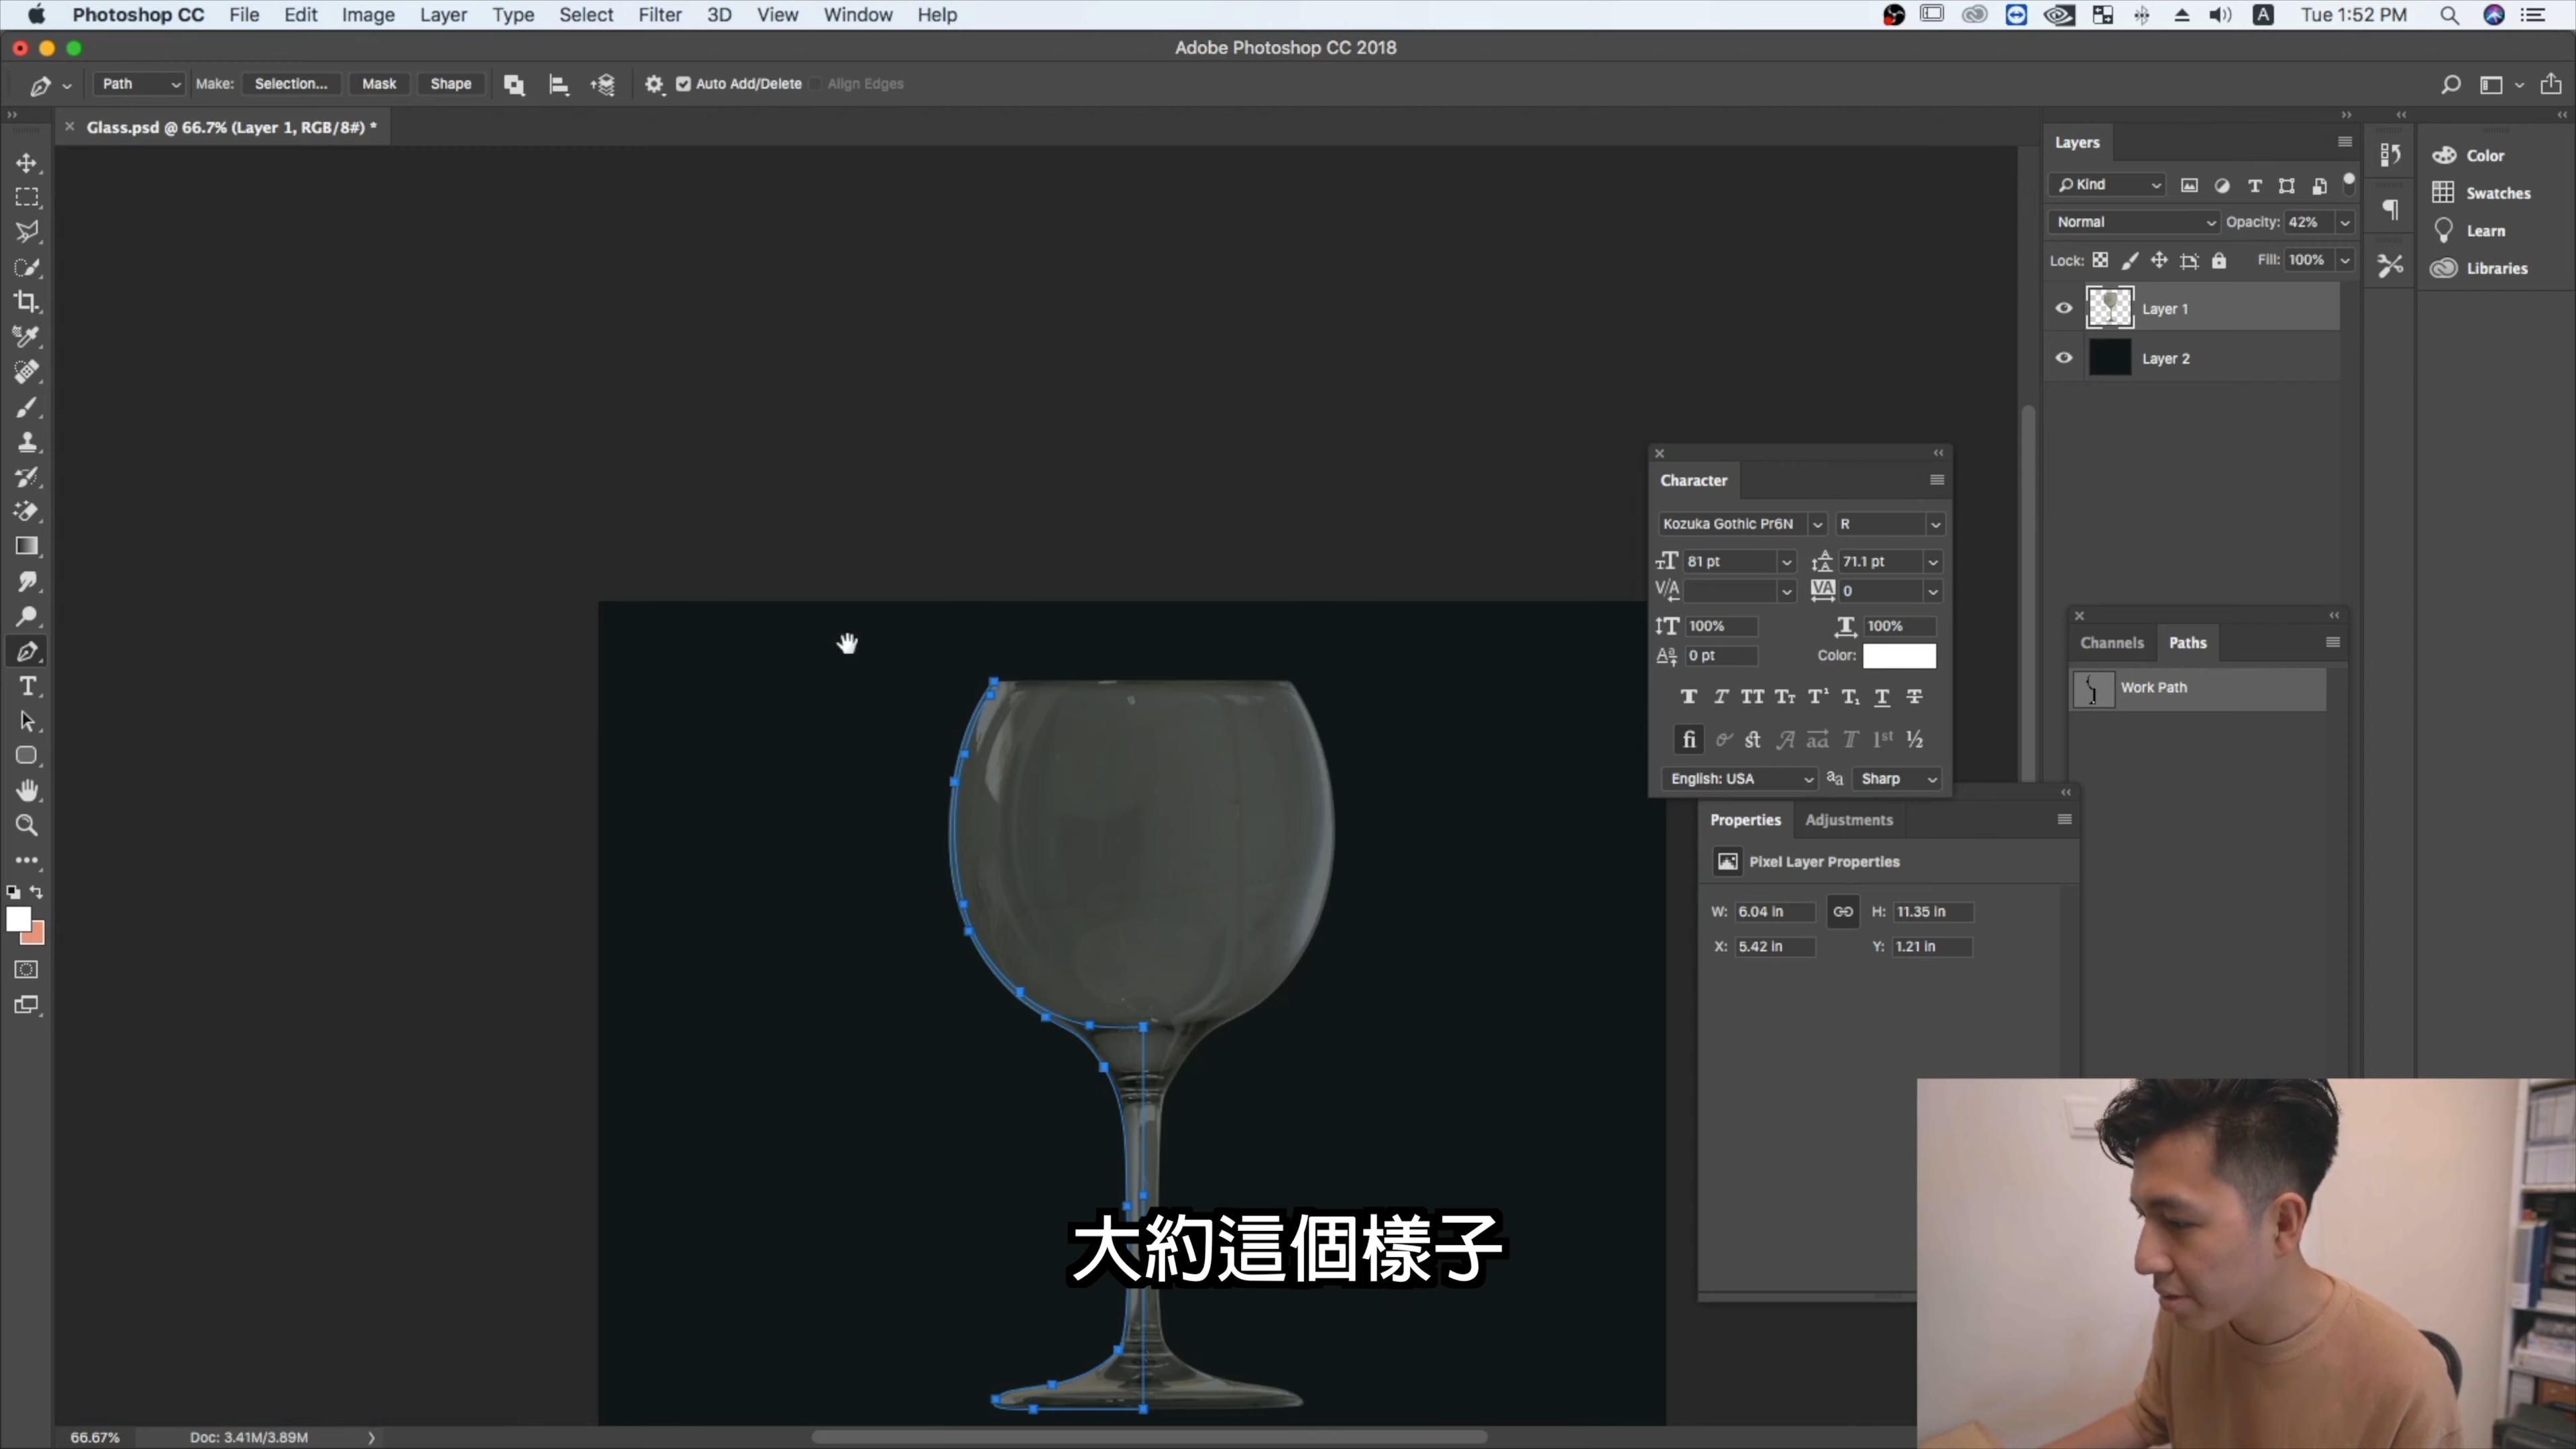 Photoshop CC File Edit Image Layer Type Select Filter 3D View Window Help A Tue 1:52 PM
Adobe Photoshop CC 2018
Path Make: Selection... Mask Shape Auto Add/Delete Align Edges
Glass.psd @ 66.7% (Layer 1, RGB/8#) *
Layers
Kind
Normal Opacity: 42%
Lock: Fill: 100%
Layer 1
Layer 2
Color
Swatches
Learn
Libraries
Character
Kozuka Gothic Pr6N R
81 pt 71.1 pt
0
100% 100%
0 pt Color:
English: USA Sharp
Channels Paths
Work Path
Properties Adjustments
Pixel Layer Properties
W: 6.04 in H: 11.35 in
X: 5.42 in Y: 1.21 in
大約這個樣子
66.67% Doc: 3.41M/3.89M